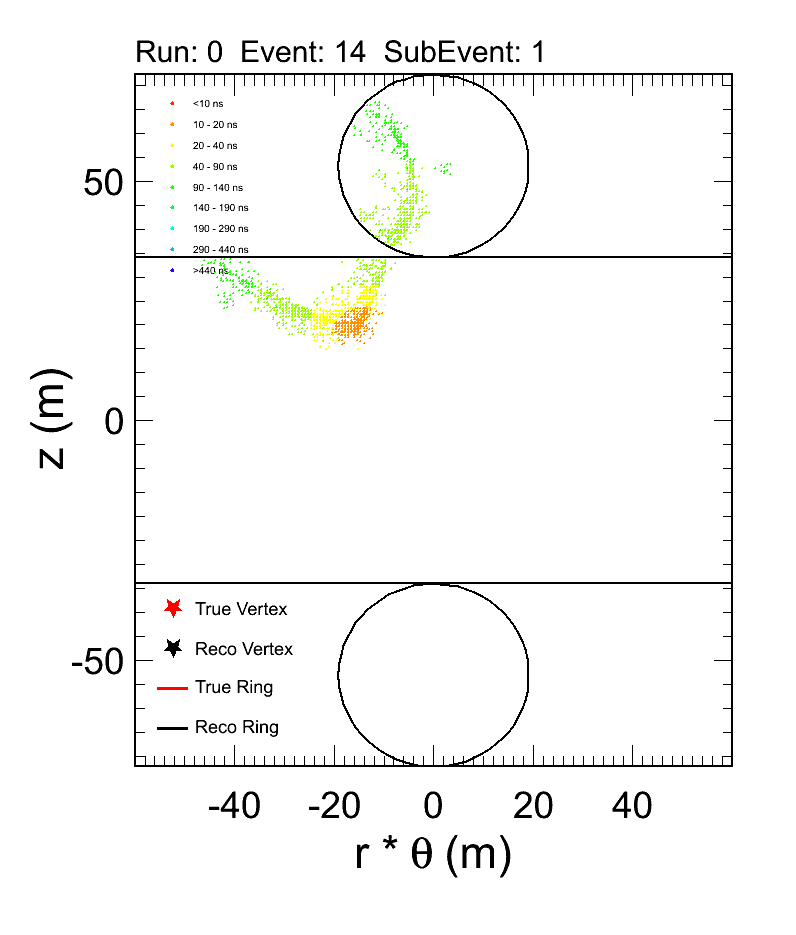 Run: 0 Event: 14 SubEvent: 1
<10 ns
10 - 20 ns
20 - 40 ns
40 - 90 ns
90 - 140 ns
140 - 190 ns
190 - 290 ns
290 - 440 ns
>440 ns
50
0
-50
z (m)
True Vertex
Reco Vertex
True Ring
Reco Ring
-40 -20 0 20 40
r * θ (m)